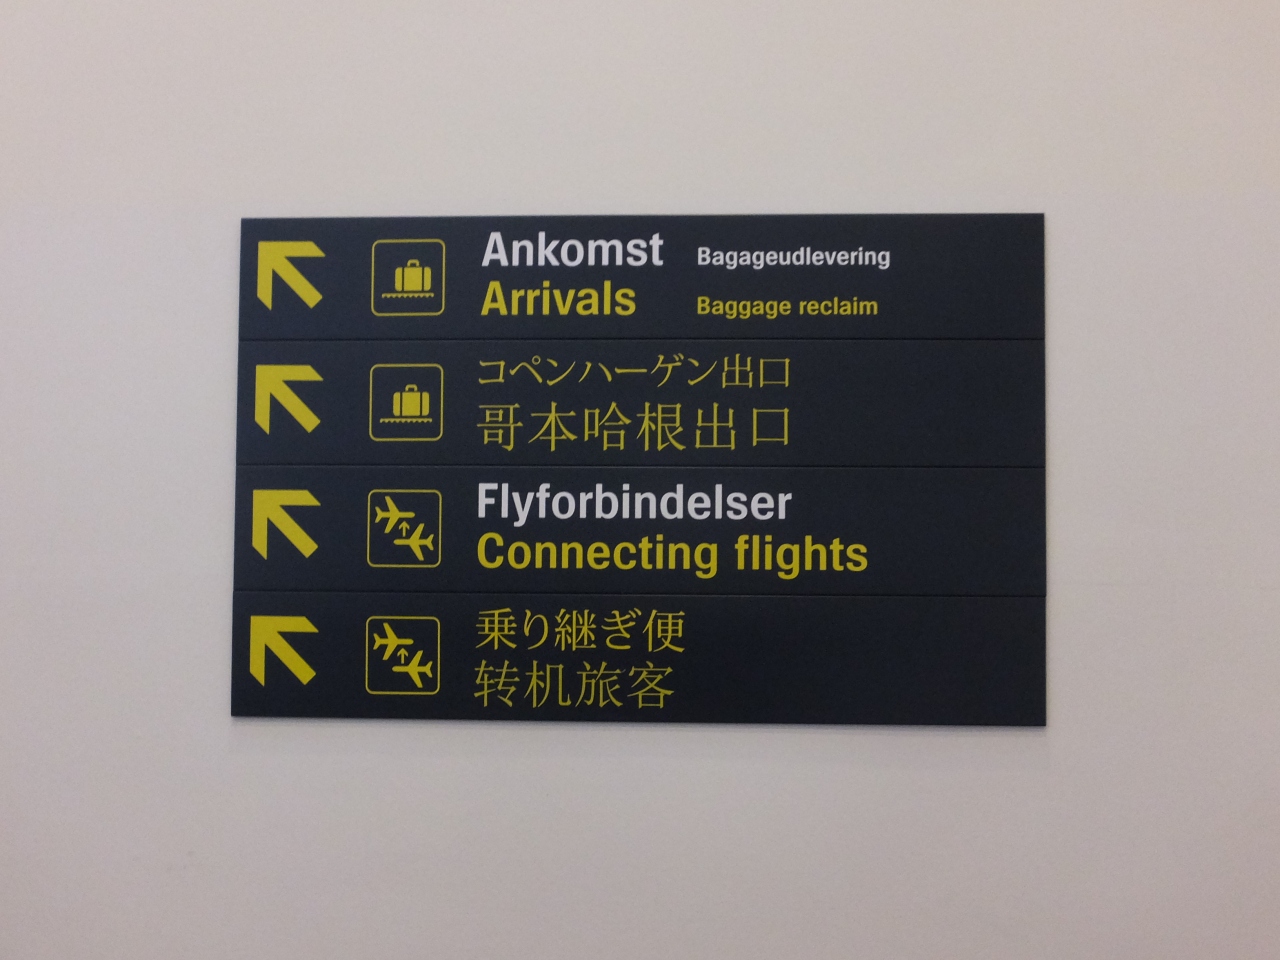 Ankomst Bagageudlevering
Arrivals Baggage reclaim
コペンハーゲン出口
哥本哈根出口
Flyforbindelser
Connecting flights
乗り継ぎ便
转机旅客